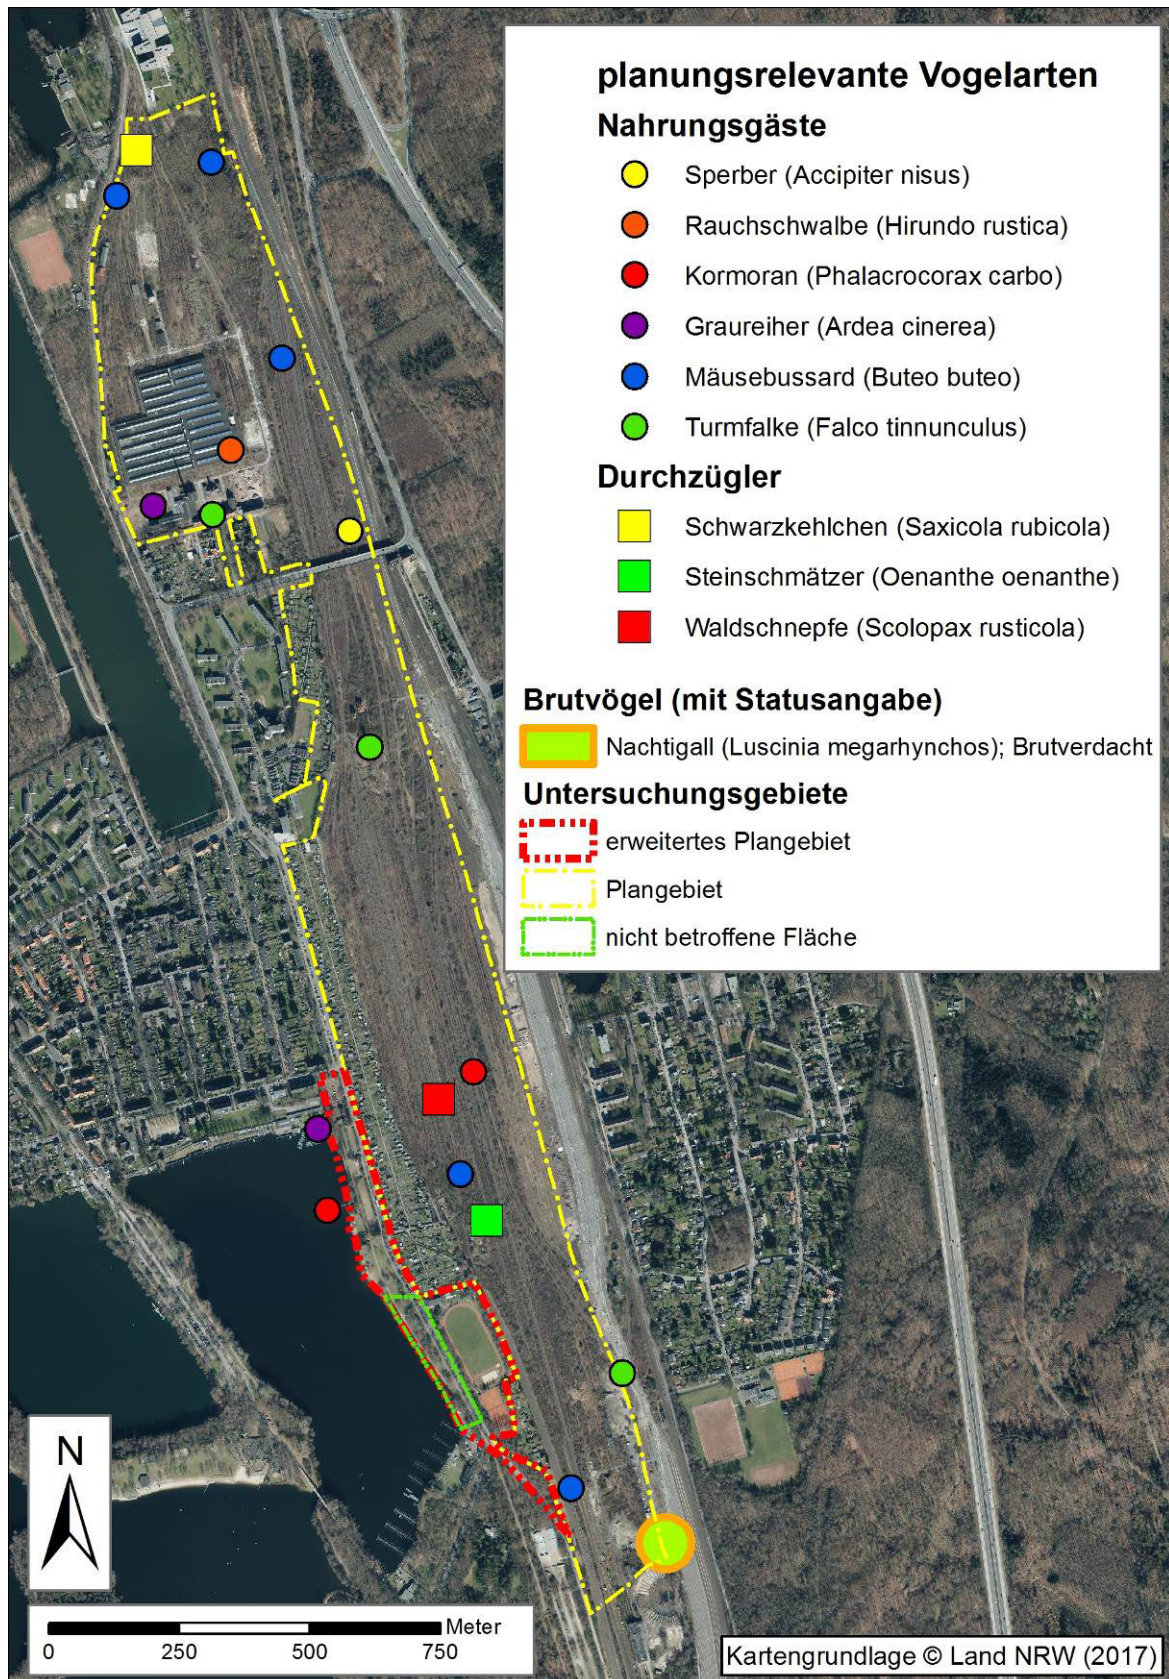 planungsrelevante Vogelarten
Nahrungsgäste
Sperber (Accipiter nisus)
Rauchschwalbe (Hirundo rustica)
Kormoran (Phalacrocorax carbo)
Graureiher (Ardea cinerea)
Mäusebussard (Buteo buteo)
Turmfalke (Falco tinnunculus)
Durchzügler
Schwarzkehlchen (Saxicola rubicola)
Steinschmätzer (Oenanthe oenanthe)
Waldschnepfe (Scolopax rusticola)
Brutvögel (mit Statusangabe)
Nachtigall (Luscinia megarhynchos); Brutverdacht
Untersuchungsgebiete
erweitertes Plangebiet
Plangebiet
nicht betroffene Fläche
N
Meter
0 250 500 750
Kartengrundlage © Land NRW (2017)